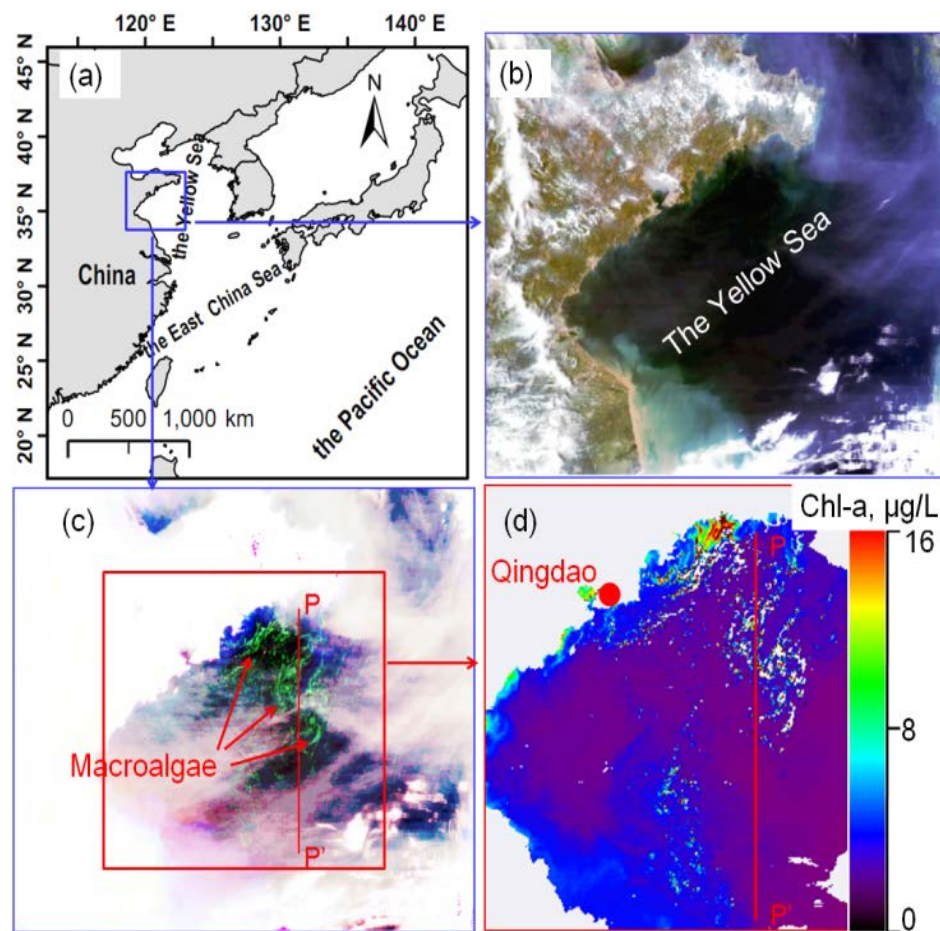 120° E
130° E
140° E
(a)
N
45° N
40° N
35° N
30° N
25° N
20° N
the Yellow Sea
China
the East China Sea
the Pacific Ocean
0 500 1,000 km
(b)
The Yellow Sea
(c)
P
Macroalgae
P'
(d)
Chl-a, µg/L
16
P
Qingdao
8
P'
0